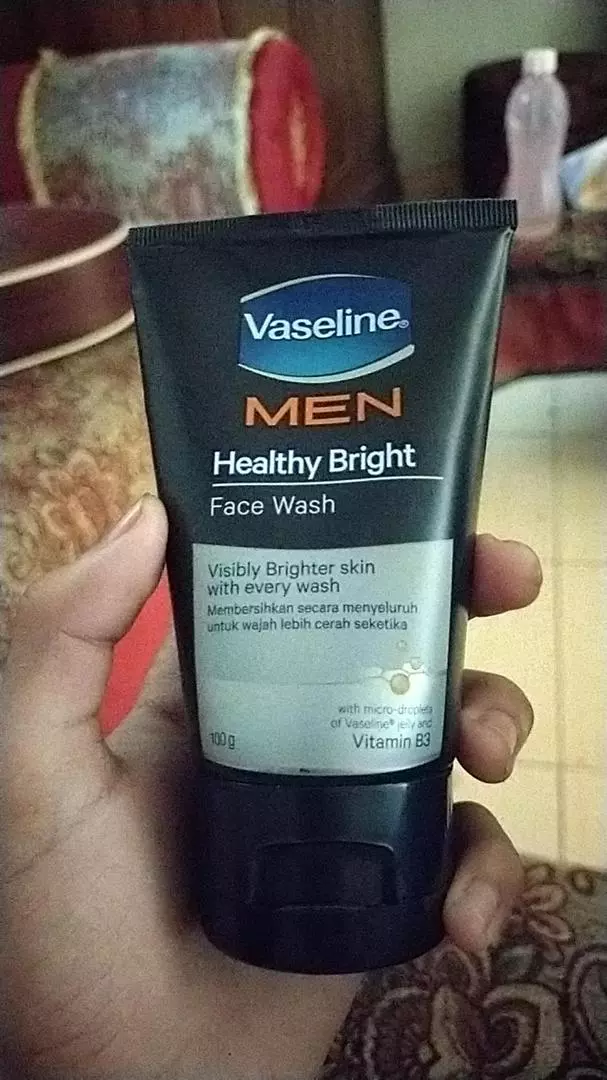 Vaseline®
MEN
Healthy Bright
Face Wash
Visibly Brighter skin
with every wash
Membersihkan secara menyeluruh
untuk wajah lebih cerah seketika
with micro-droplets
of Vaseline® jelly and
Vitamin B3
100 g